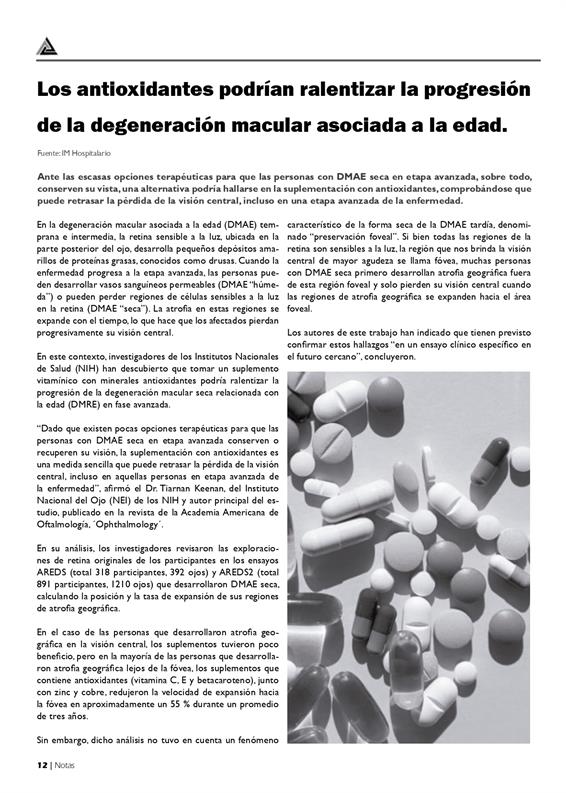 Los antioxidantes podrían ralentizar la progresión
de la degeneración macular asociada a la edad.
Fuente: IM Hospitalario
Ante las escasas opciones terapéuticas para que las personas con DMAE seca en etapa avanzada, sobre todo,
conserven su vista, una alternativa podría hallarse en la suplementación con antioxidantes, comprobándose que
puede retrasar la pérdida de la visión central, incluso en una etapa avanzada de la enfermedad.
En la degeneración macular asociada a la edad (DMAE) tem-
prana e intermedia, la retina sensible a la luz, ubicada en la
parte posterior del ojo, desarrolla pequeños depósitos ama-
rillos de proteínas grasas, conocidos como drusas. Cuando la
enfermedad progresa a la etapa avanzada, las personas pue-
den desarrollar vasos sanguíneos permeables (DMAE “húme-
da”) o pueden perder regiones de células sensibles a la luz
en la retina (DMAE “seca”). La atrofia en estas regiones se
expande con el tiempo, lo que hace que los afectados pierdan
progresivamente su visión central.
En este contexto, investigadores de los Institutos Nacionales
de Salud (NIH) han descubierto que tomar un suplemento
vitamínico con minerales antioxidantes podría ralentizar la
progresión de la degeneración macular seca relacionada con
la edad (DMRE) en fase avanzada.
“Dado que existen pocas opciones terapéuticas para que las
personas con DMAE seca en etapa avanzada conserven o
recuperen su visión, la suplementación con antioxidantes es
una medida sencilla que puede retrasar la pérdida de la visión
central, incluso en aquellas personas en etapa avanzada de
la enfermedad”, afirmó el Dr. Tiarnan Keenan, del Instituto
Nacional del Ojo (NEI) de los NIH y autor principal del es-
tudio, publicado en la revista de la Academia Americana de
Oftalmología, ´Ophthalmology´.
En su análisis, los investigadores revisaron las exploracio-
nes de retina originales de los participantes en los ensayos
AREDS (total 318 participantes, 392 ojos) y AREDS2 (total
891 participantes, 1210 ojos) que desarrollaron DMAE seca,
calculando la posición y la tasa de expansión de sus regiones
de atrofia geográfica.
En el caso de las personas que desarrollaron atrofia geo-
gráfica en la visión central, los suplementos tuvieron poco
beneficio, pero en la mayoría de las personas que desarrolla-
ron atrofia geográfica lejos de la fóvea, los suplementos que
contiene antioxidantes (vitamina C, E y betacaroteno), junto
con zinc y cobre, redujeron la velocidad de expansión hacia
la fóvea en aproximadamente un 55 % durante un promedio
de tres años.
Sin embargo, dicho análisis no tuvo en cuenta un fenómeno
característico de la forma seca de la DMAE tardía, denomi-
nado “preservación foveal”. Si bien todas las regiones de la
retina son sensibles a la luz, la región que nos brinda la visión
central de mayor agudeza se llama fóvea, muchas personas
con DMAE seca primero desarrollan atrofia geográfica fuera
de esta región foveal y solo pierden su visión central cuando
las regiones de atrofia geográfica se expanden hacia el área
foveal.
Los autores de este trabajo han indicado que tienen previsto
confirmar estos hallazgos “en un ensayo clínico específico en
el futuro cercano”, concluyeron.
12 | Notas